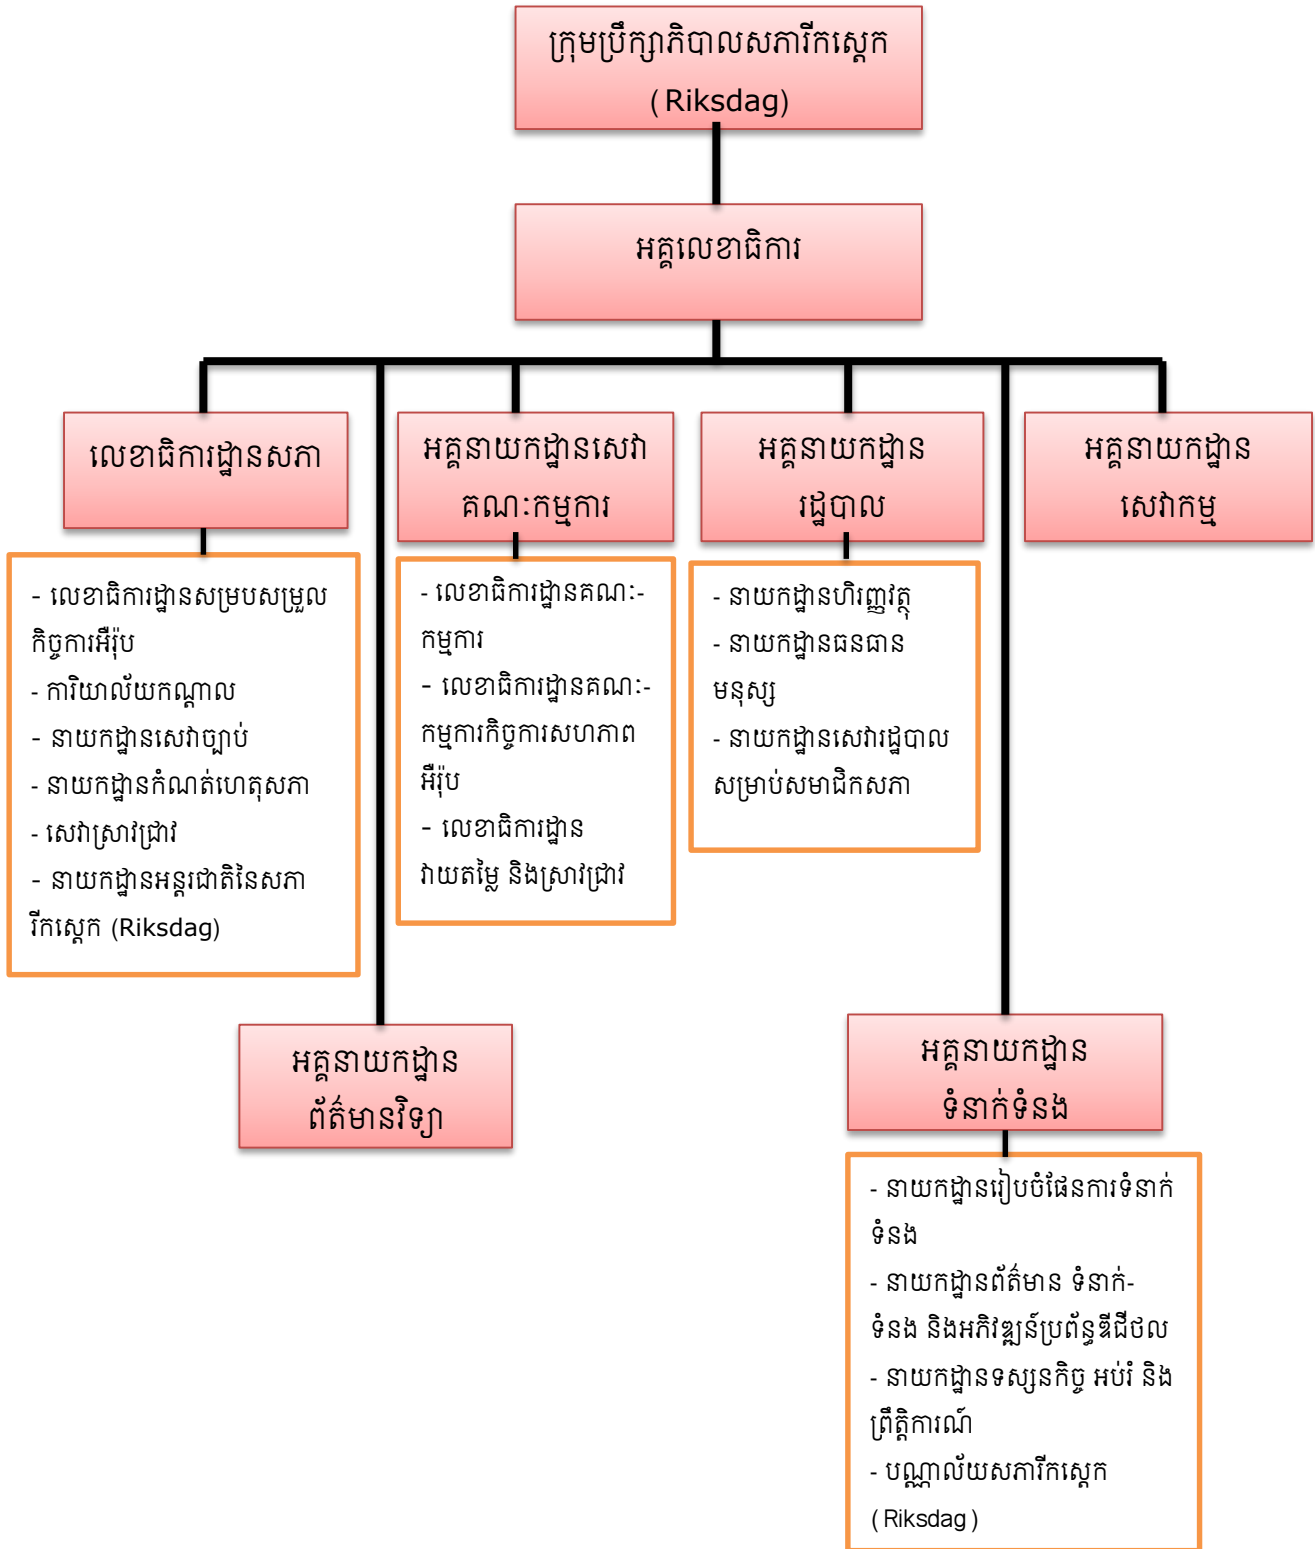 ក្រុមប្រឹក្សាភិបាលសភារីកស្តេក
(Riksdag)
អគ្គលេខាធិការ
លេខាធិការដ្ឋានសភា
- លេខាធិការដ្ឋានសម្របសម្រួល
កិច្ចការអឺរ៉ុប
- ការិយាល័យកណ្តាល
- នាយកដ្ឋានសេវាច្បាប់
- នាយកដ្ឋានកំណត់ហេតុសភា
- សេវាស្រាវជ្រាវ
- នាយកដ្ឋានអន្តរជាតិនៃសភា
រីកស្តេក (Riksdag)
អគ្គនាយកដ្ឋានសេវា
គណៈកម្មការ
- លេខាធិការដ្ឋានគណៈ-
កម្មការ
- លេខាធិការដ្ឋានគណៈ-
កម្មការកិច្ចការសហភាព
អឺរ៉ុប
- លេខាធិការដ្ឋាន
វាយតម្លៃ និងស្រាវជ្រាវ
អគ្គនាយកដ្ឋាន
រដ្ឋបាល
- នាយកដ្ឋានហិរញ្ញវត្ថុ
- នាយកដ្ឋានធនធាន
មនុស្ស
- នាយកដ្ឋានសេវារដ្ឋបាល
សម្រាប់សមាជិកសភា
អគ្គនាយកដ្ឋាន
សេវាកម្ម
អគ្គនាយកដ្ឋាន
ព័ត៌មានវិទ្យា
អគ្គនាយកដ្ឋាន
ទំនាក់ទំនង
- នាយកដ្ឋានរៀបចំផែនការទំនាក់
ទំនង
- នាយកដ្ឋានព័ត៌មាន ទំនាក់-
ទំនង និងអភិវឌ្ឍន៍ប្រព័ន្ធឌីជីថល
- នាយកដ្ឋានទស្សនកិច្ច អប់រំ និង
ព្រឹត្តិការណ៍
- បណ្ណាល័យសភារីកស្តេក
(Riksdag)